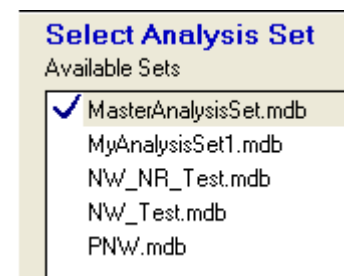 Select Analysis Set
Available Sets
MasterAnalysisSet.mdb
MyAnalysisSet1.mdb
NW_NR_Test.mdb
NW_Test.mdb
PNW.mdb